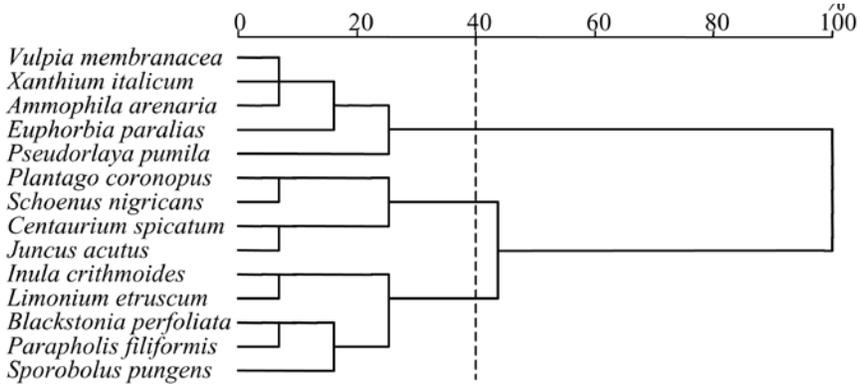 %
0 20 40 60 80 100
Vulpia membranacea
Xanthium italicum
Ammophila arenaria
Euphorbia paralias
Pseudorlaya pumila
Plantago coronopus
Schoenus nigricans
Centaurium spicatum
Juncus acutus
Inula crithmoides
Limonium etruscum
Blackstonia perfoliata
Parapholis filiformis
Sporobolus pungens